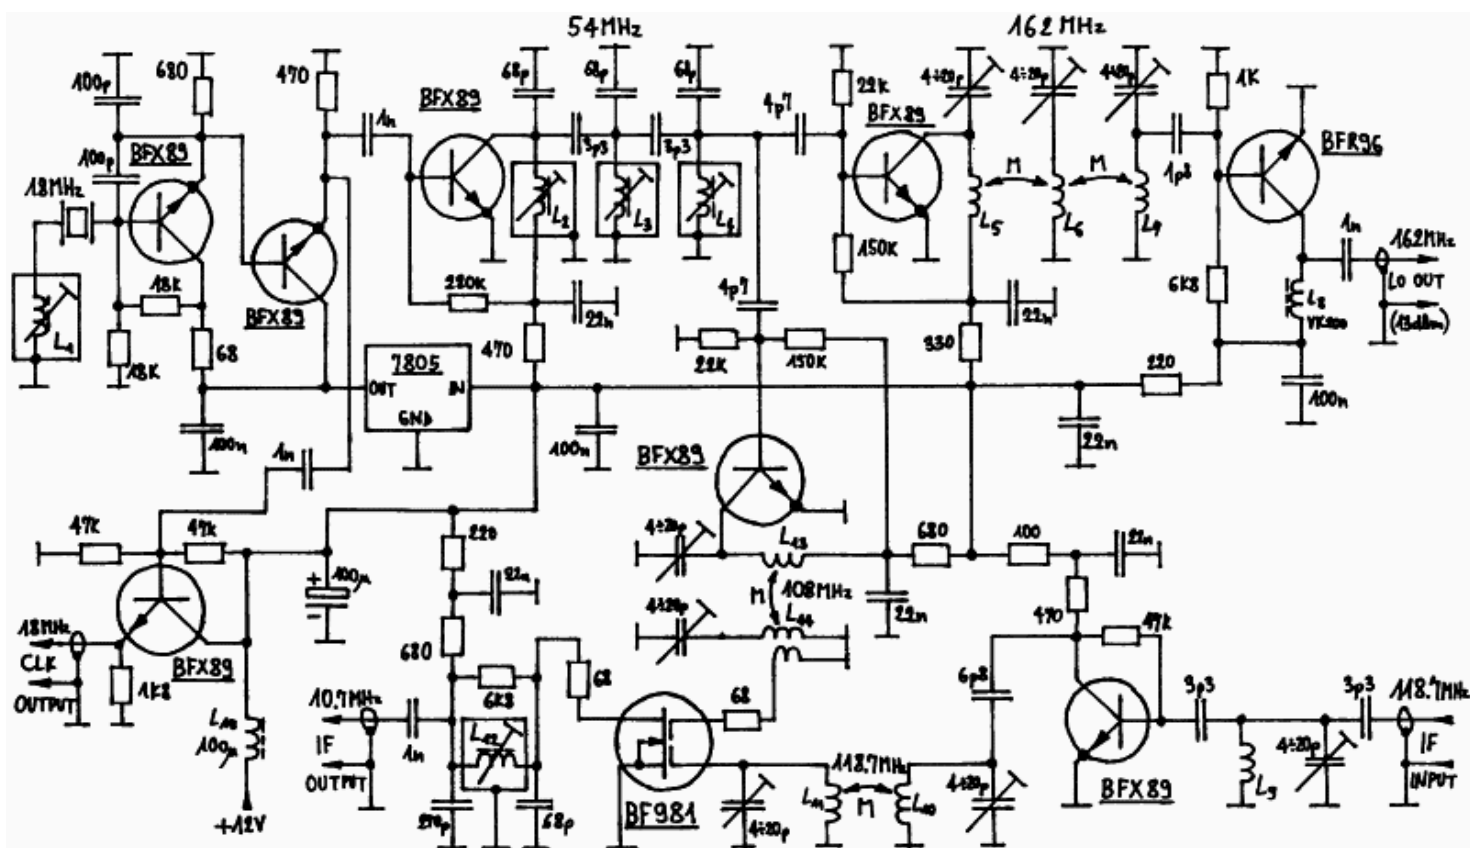 54MHz
162MHz
100p
680
470
68p
68p
68p
22K
4÷20p
4÷20p
4÷20p
1K
BFX89
1n
4p7
BFX89
BFX89
BFR96
100p
3p3
3p3
18MHz
M
M
1p8
L2
L3
L4
L5
L6
L7
1n
162MHz
150K
LO OUT
18K
BFX89
220K
4p7
6K8
L8
VK200
(13dBm)
L1
22n
22n
18K
68
7805
470
22K
150K
330
220
OUT
IN
GND
100n
100n
100n
22n
1n
BFX89
47K
47K
220
4÷20p
L13
680
100
22n
+
100µ
22n
M
108MHz
-
4÷20p
L14
22n
470
47K
18MHz
CLK
OUTPUT
BFX89
680
1K8
68
6p8
10.7MHz
6K8
68
3p3
3p3
118.7MHz
L18
100µ
IF
OUTPUT
L12
1n
118.7MHz
4÷20p
4÷20p
IF
INPUT
L11
M
L10
L9
BFX89
+12V
270p
68p
BF981
4÷20p